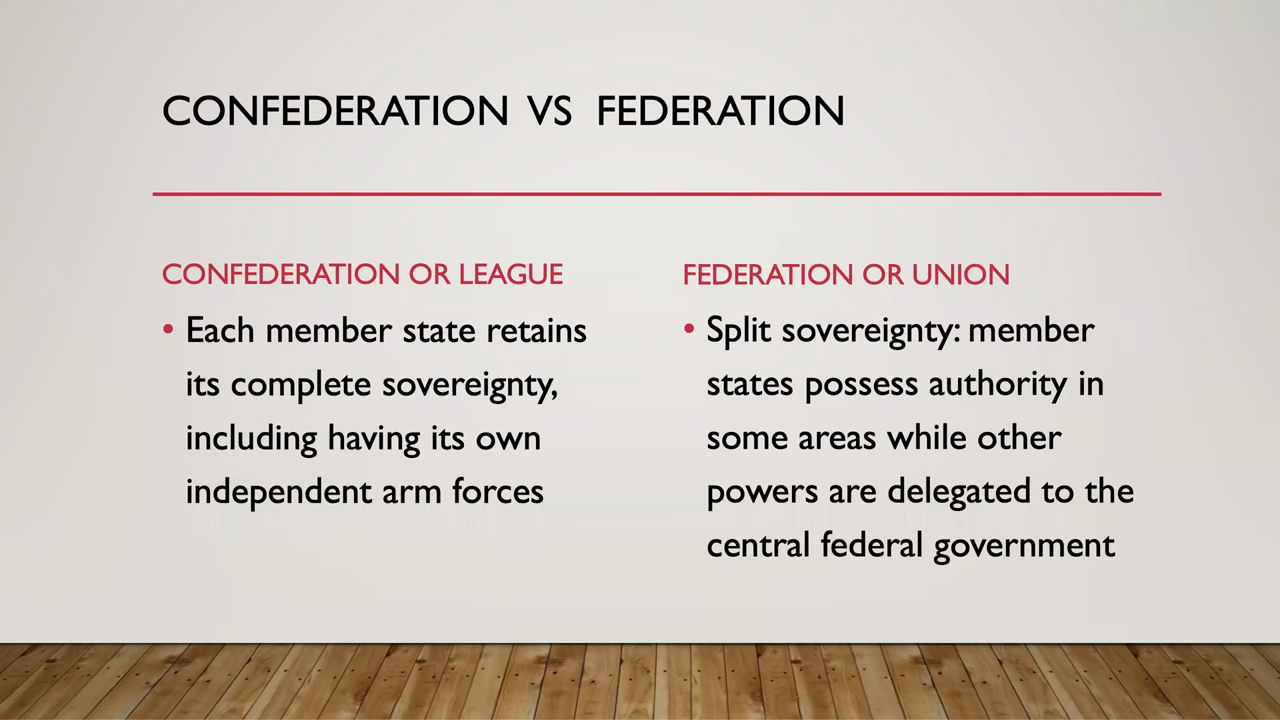 CONFEDERATION VS FEDERATION
CONFEDERATION OR LEAGUE
• Each member state retains
its complete sovereignty,
including having its own
independent arm forces
FEDERATION OR UNION
• Split sovereignty: member
states possess authority in
some areas while other
powers are delegated to the
central federal government